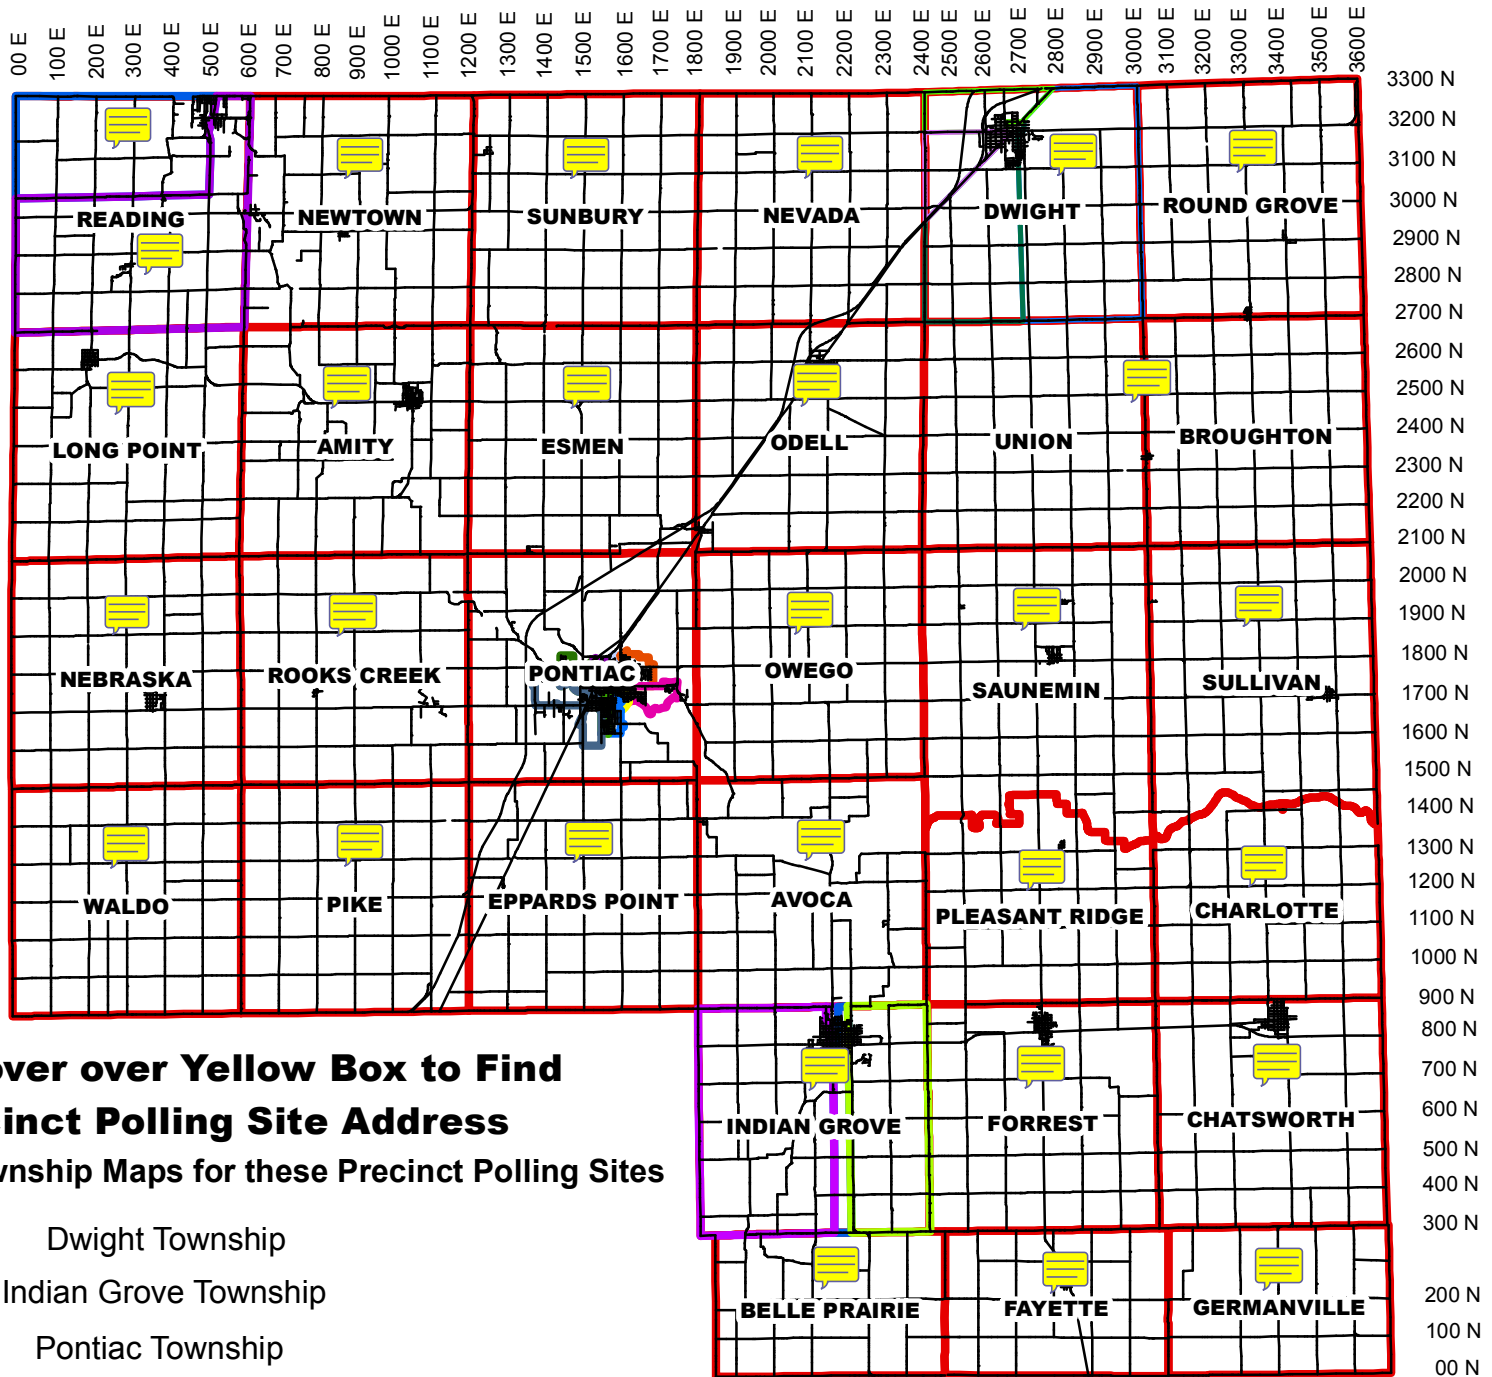 00 E
100 E
200 E
300 E
400 E
500 E
600 E
700 E
800 E
900 E
1000 E
1100 E
1200 E
1300 E
1400 E
1500 E
1600 E
1700 E
1800 E
1900 E
2000 E
2100 E
2200 E
2300 E
2400 E
2500 E
2600 E
2700 E
2800 E
2900 E
3000 E
3100 E
3200 E
3300 E
3400 E
3500 E
3600 E
3300 N
3200 N
3100 N
3000 N
2900 N
2800 N
2700 N
2600 N
2500 N
2400 N
2300 N
2200 N
2100 N
2000 N
1900 N
1800 N
1700 N
1600 N
1500 N
1400 N
1300 N
1200 N
1100 N
1000 N
900 N
800 N
700 N
600 N
500 N
400 N
300 N
200 N
100 N
00 N
READING
NEWTOWN
SUNBURY
NEVADA
DWIGHT
ROUND GROVE
LONG POINT
AMITY
ESMEN
ODELL
UNION
BROUGHTON
NEBRASKA
ROOKS CREEK
PONTIAC
OWEGO
SAUNEMIN
SULLIVAN
WALDO
PIKE
EPPARDS POINT
AVOCA
PLEASANT RIDGE
CHARLOTTE
INDIAN GROVE
FORREST
CHATSWORTH
BELLE PRAIRIE
FAYETTE
GERMANVILLE
over over Yellow Box to Find
inct Polling Site Address
wnship Maps for these Precinct Polling Sites
Dwight Township
Indian Grove Township
Pontiac Township